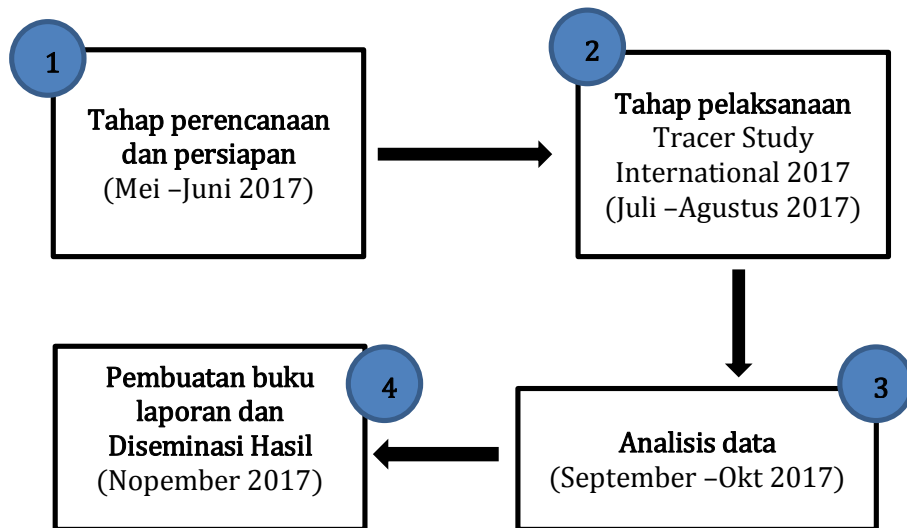 1
Tahap perencanaan
dan persiapan
(Mei –Juni 2017)
2
Tahap pelaksanaan
Tracer Study
International 2017
(Juli –Agustus 2017)
3
Analisis data
(September –Okt 2017)
4
Pembuatan buku
laporan dan
Diseminasi Hasil
(Nopember 2017)